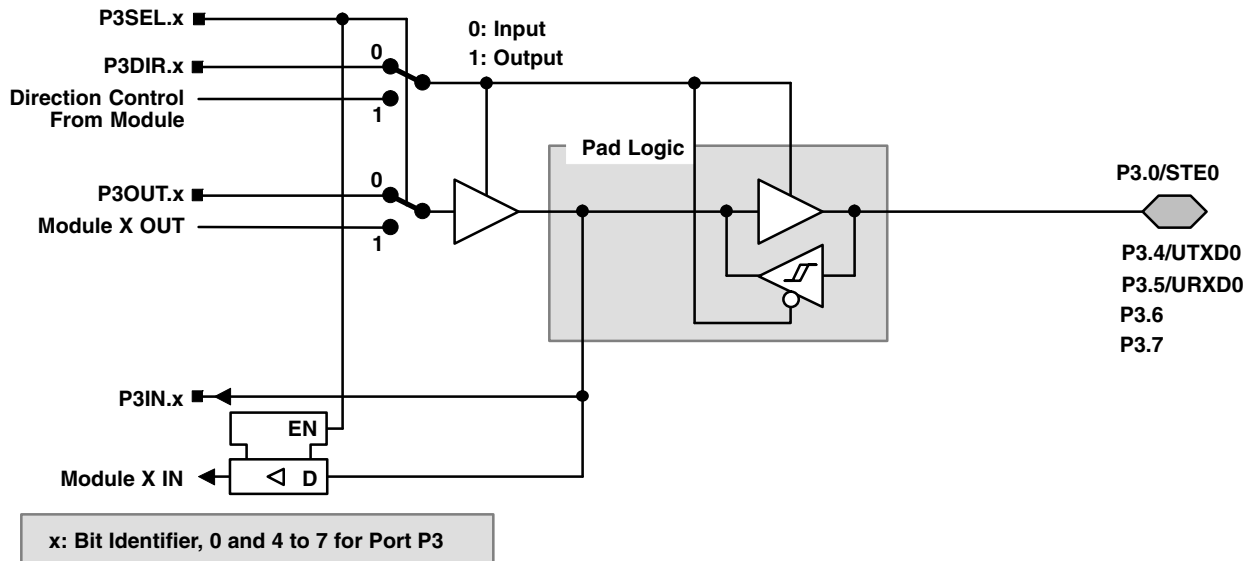 P3SEL.x
0: Input
1: Output
0
P3DIR.x
Direction Control
From Module
1
Pad Logic
P3.0/STE0
0
P3OUT.x
Module X OUT
1
P3.4/UTXD0
P3.5/URXD0
P3.6
P3.7
P3IN.x
EN
Module X IN
D
x: Bit Identifier, 0 and 4 to 7 for Port P3